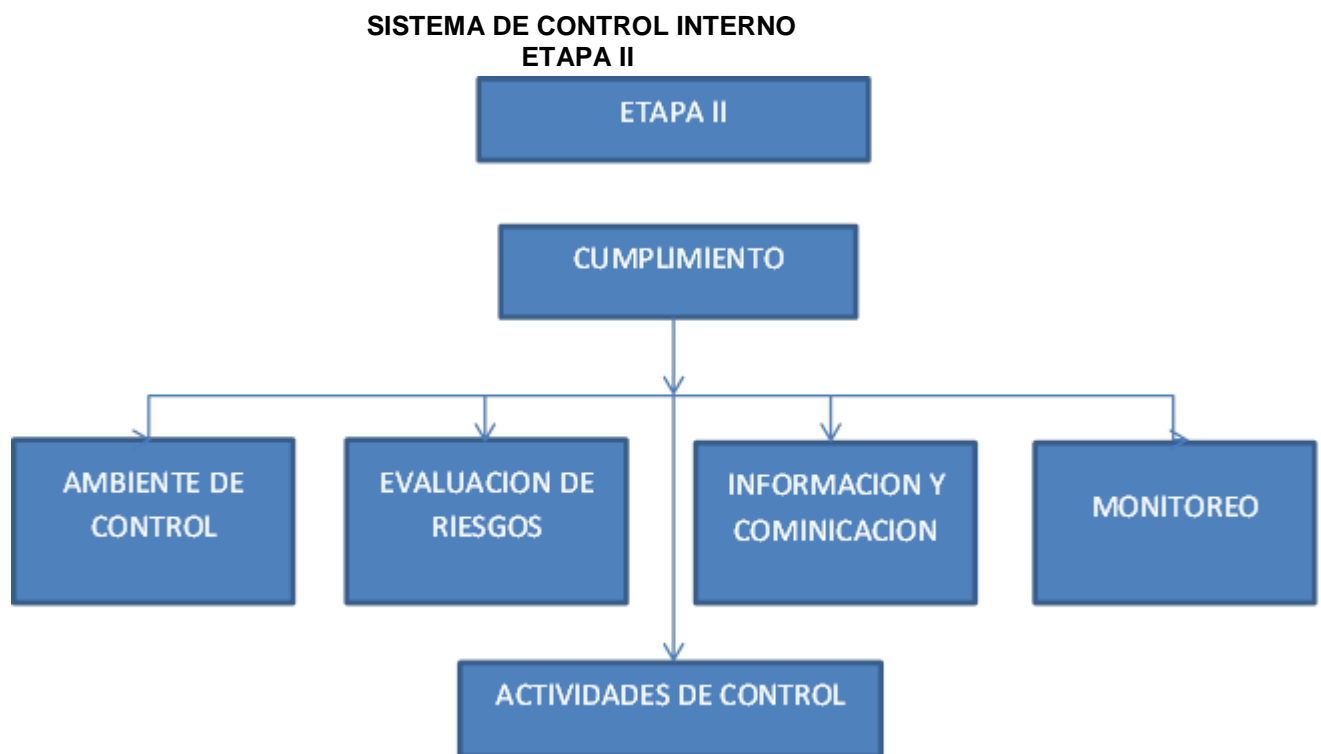 SISTEMA DE CONTROL INTERNO
ETAPA II
ETAPA II
CUMPLIMIENTO
AMBIENTE DE
CONTROL
EVALUACION DE
RIESGOS
INFORMACION Y
COMINICACION
MONITOREO
ACTIVIDADES DE CONTROL